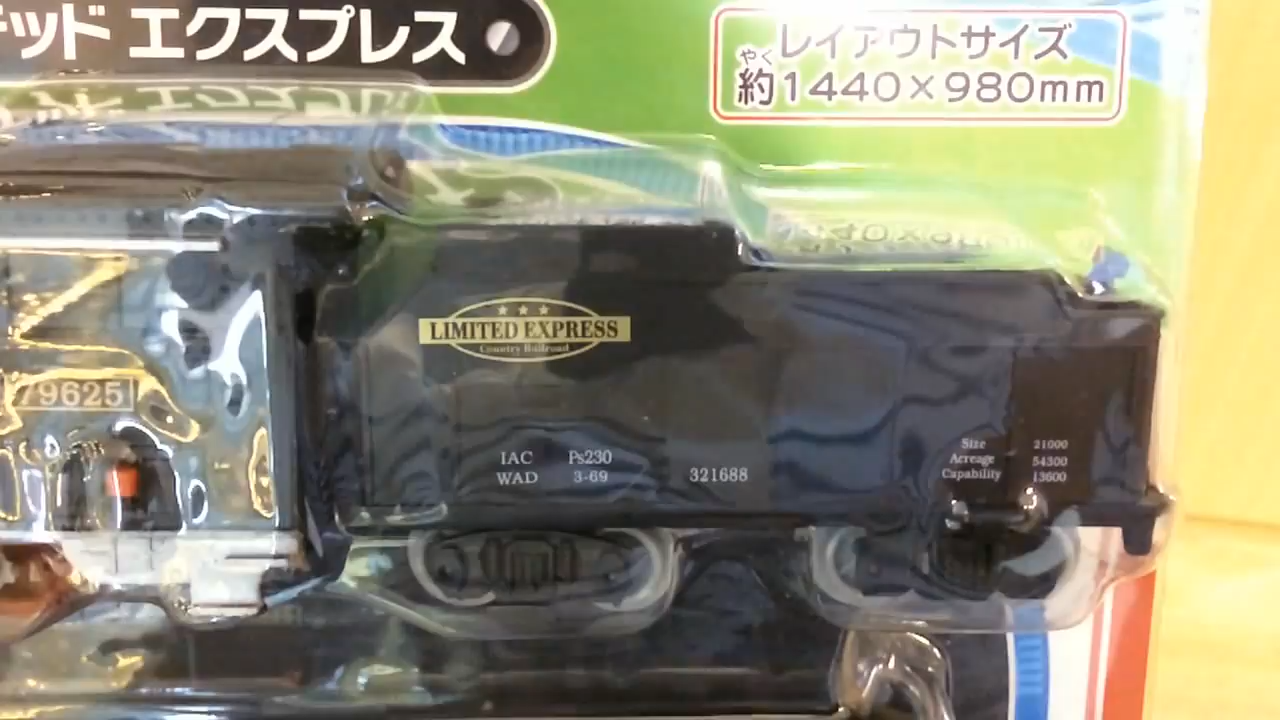 ッド エクスプレス
レイアウトサイズ
やく
約1440×980mm
LIMITED EXPRESS
Country Railroad
79625
IAC Ps230
WAD 3-69
321688
Size 21000
Acreage 54300
Capability 13600